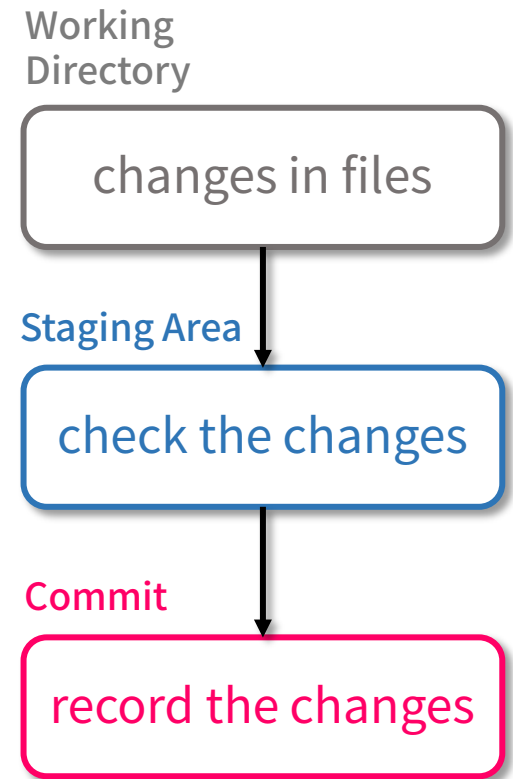 Working
Directory
changes in files
Staging Area
check the changes
Commit
record the changes